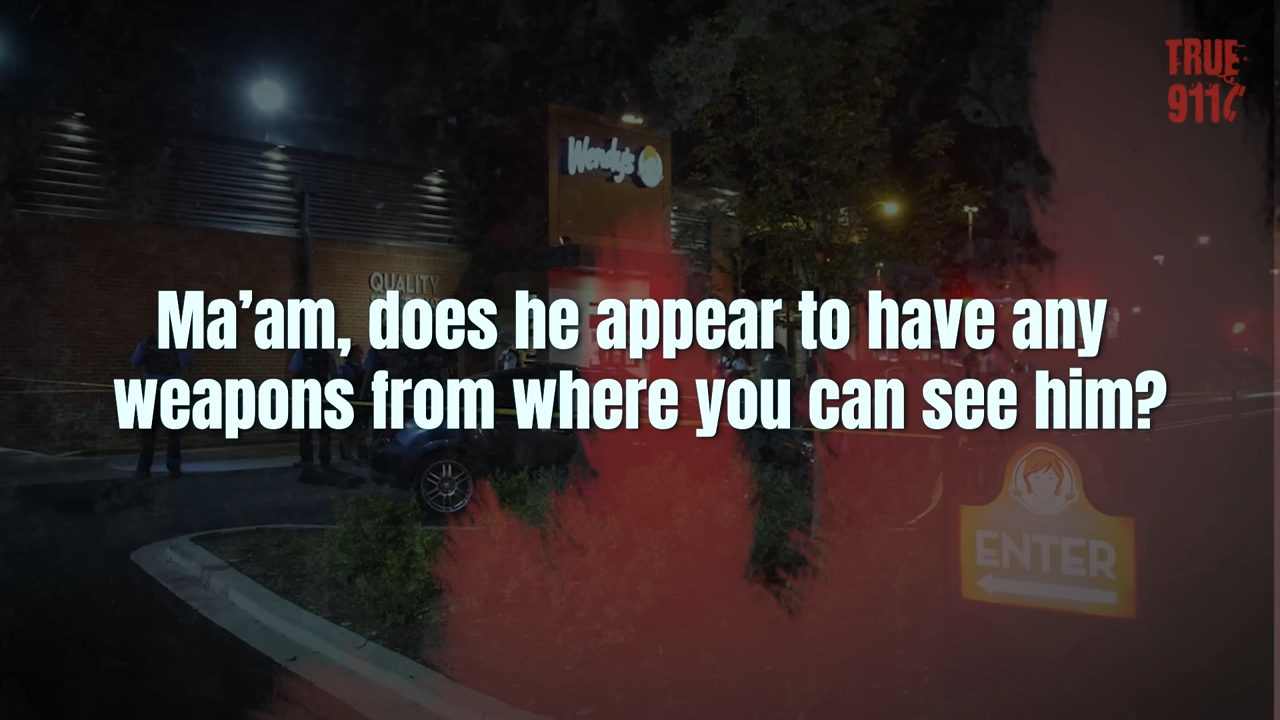 TRUE
911
Wendy's
QUALITY
Ma’am, does he appear to have any
weapons from where you can see him?
ENTER